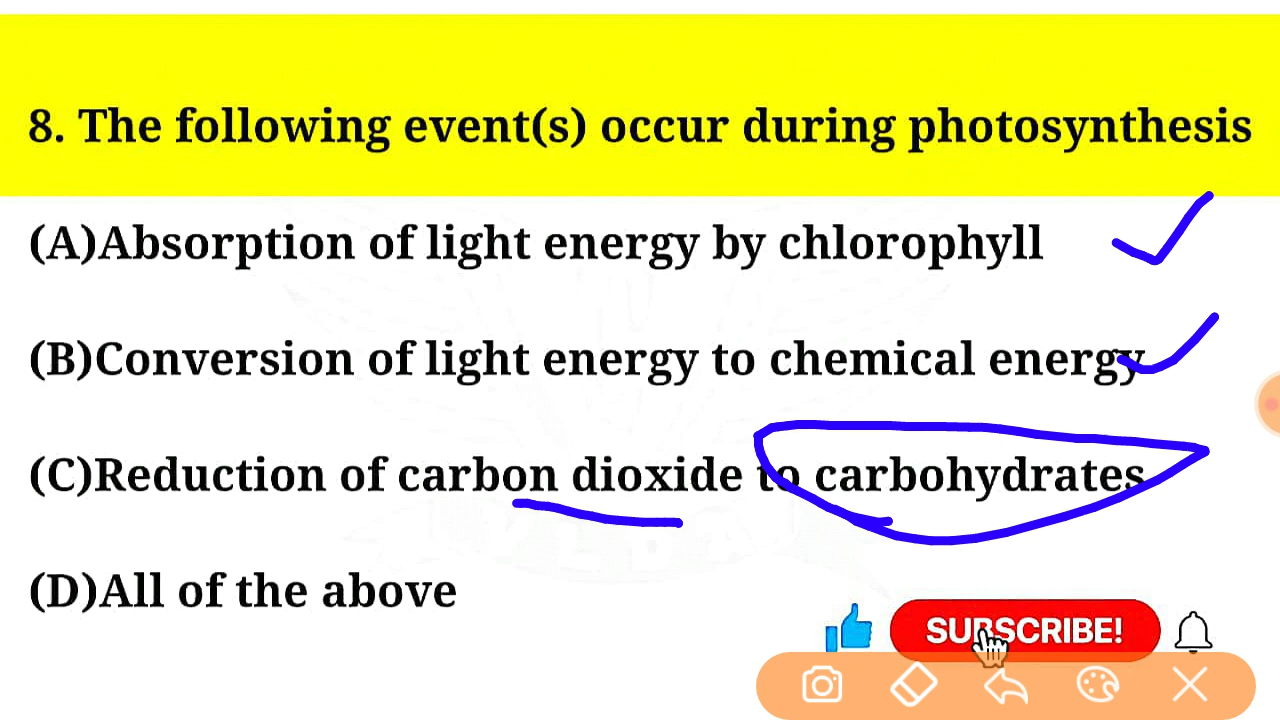 8. The following event(s) occur during photosynthesis
(A)Absorption of light energy by chlorophyll
(B)Conversion of light energy to chemical energy
(C)Reduction of carbon dioxide to carbohydrates
(D)All of the above
SUBSCRIBE!